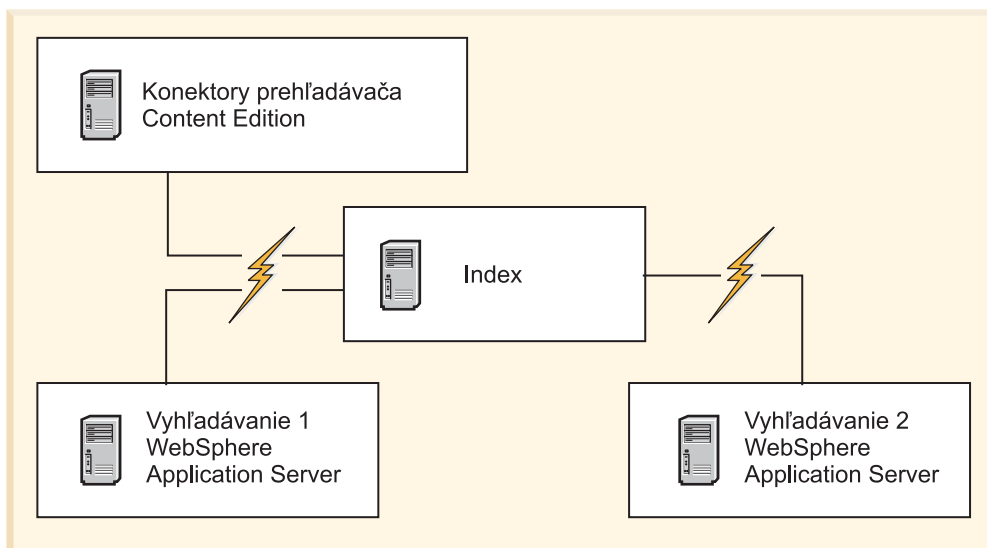 Konektory prehľadávača
Content Edition
Index
Vyhľadávanie 1
WebSphere
Application Server
Vyhľadávanie 2
WebSphere
Application Server